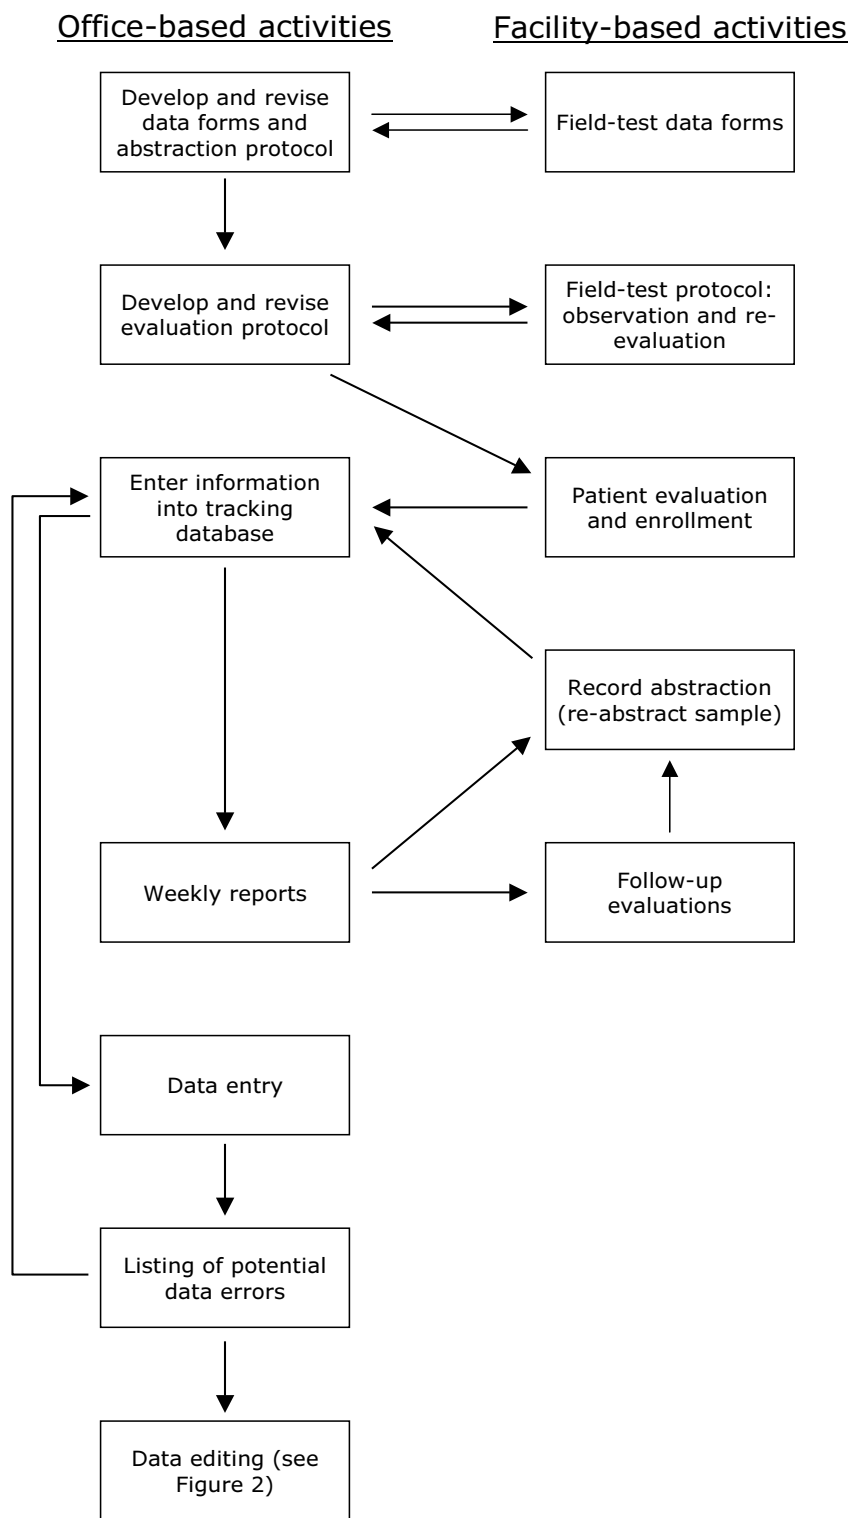 Office-based activities
Facility-based activities
Develop and revise
data forms and
abstraction protocol
Field-test data forms
Develop and revise
evaluation protocol
Field-test protocol:
observation and re-
evaluation
Enter information
into tracking
database
Patient evaluation
and enrollment
Record abstraction
(re-abstract sample)
Weekly reports
Follow-up
evaluations
Data entry
Listing of potential
data errors
Data editing (see
Figure 2)